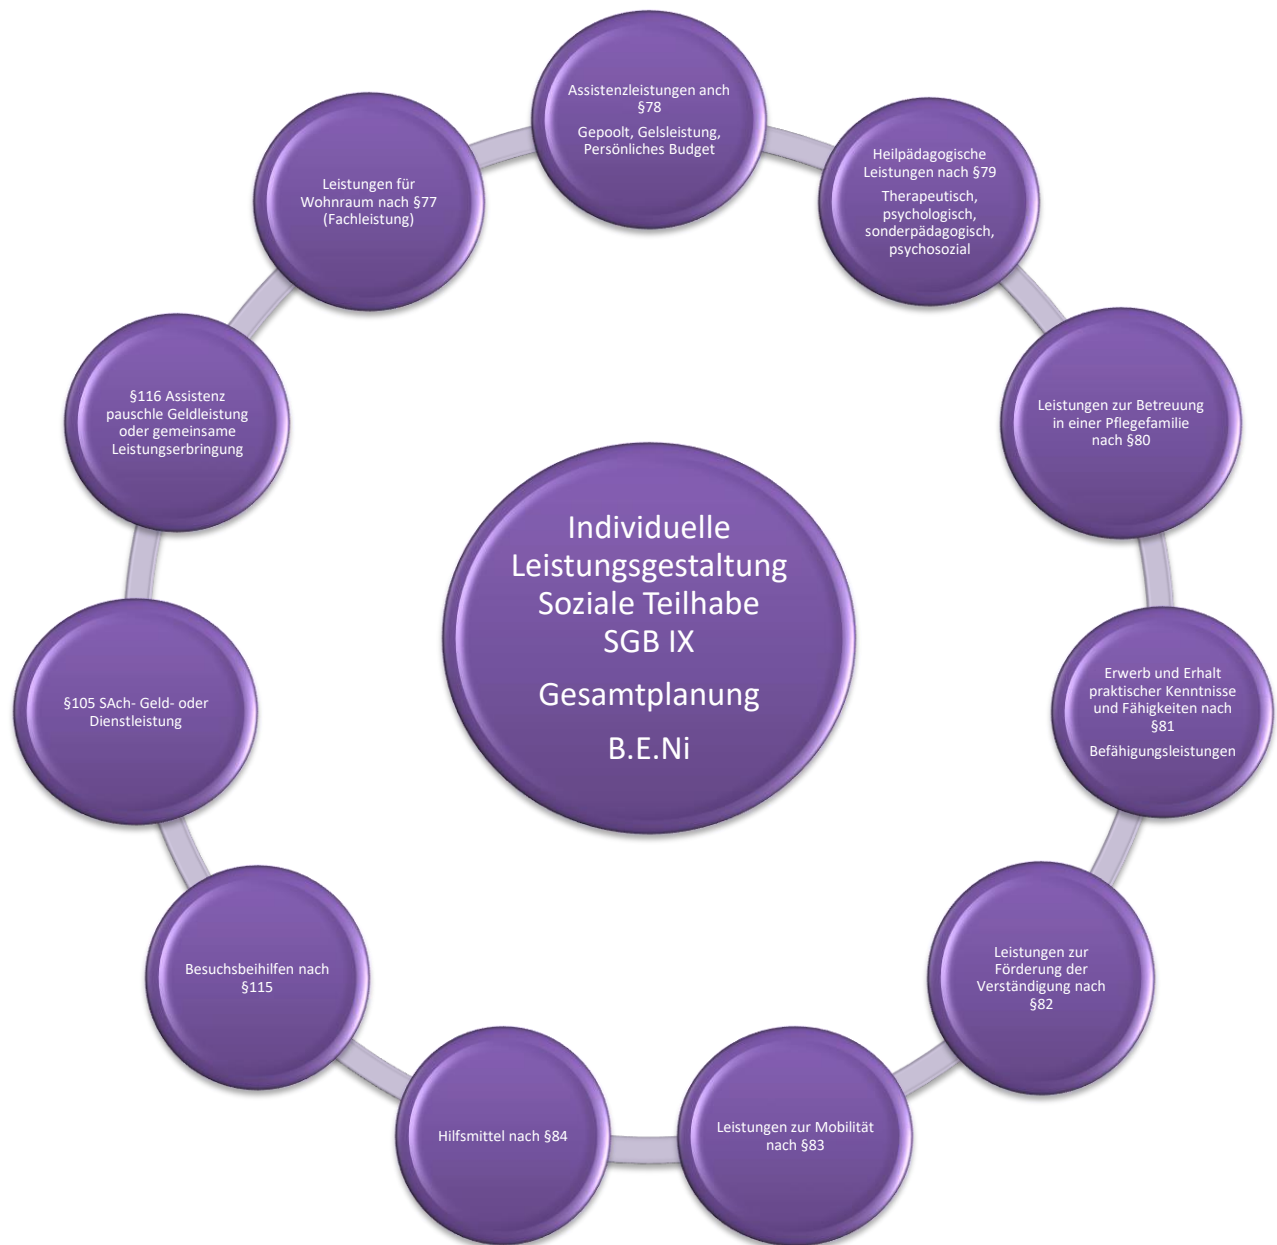 Assistenzleistungen anch
§78
Gepoolt, Gelsleistung,
Persönliches Budget
Heilpädagogische
Leistungen nach §79
Therapeutisch,
psychologisch,
sonderpädagogisch,
psychosozial
Leistungen zur Betreuung
in einer Pflegefamilie
nach §80
Erwerb und Erhalt
praktischer Kenntnisse
und Fähigkeiten nach
§81
Befähigungsleistungen
Leistungen zur
Förderung der
Verständigung nach
§82
Leistungen zur Mobilität
nach §83
Hilfsmittel nach §84
Besuchsbeihilfen nach
§115
§105 SAch- Geld- oder
Dienstleistung
§116 Assistenz
pauschle Geldleistung
oder gemeinsame
Leistungserbringung
Leistungen für
Wohnraum nach §77
(Fachleistung)
Individuelle
Leistungsgestaltung
Soziale Teilhabe
SGB IX
Gesamtplanung
B.E.Ni